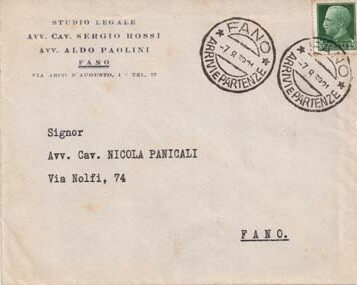 STUDIO LEGALE
AVV. CAV. SERGIO ROSSI
AVV. ALDO PAOLINI
FANO
VIA ARCO D'AUGUSTO, 1 - TEL. 77
FANO
ARRIVI E PARTENZE
FANO
ARRIVI E PARTENZE
Signor
Avv. Cav. NICOLA PANICALI
Via Nolfi, 74
FANO.